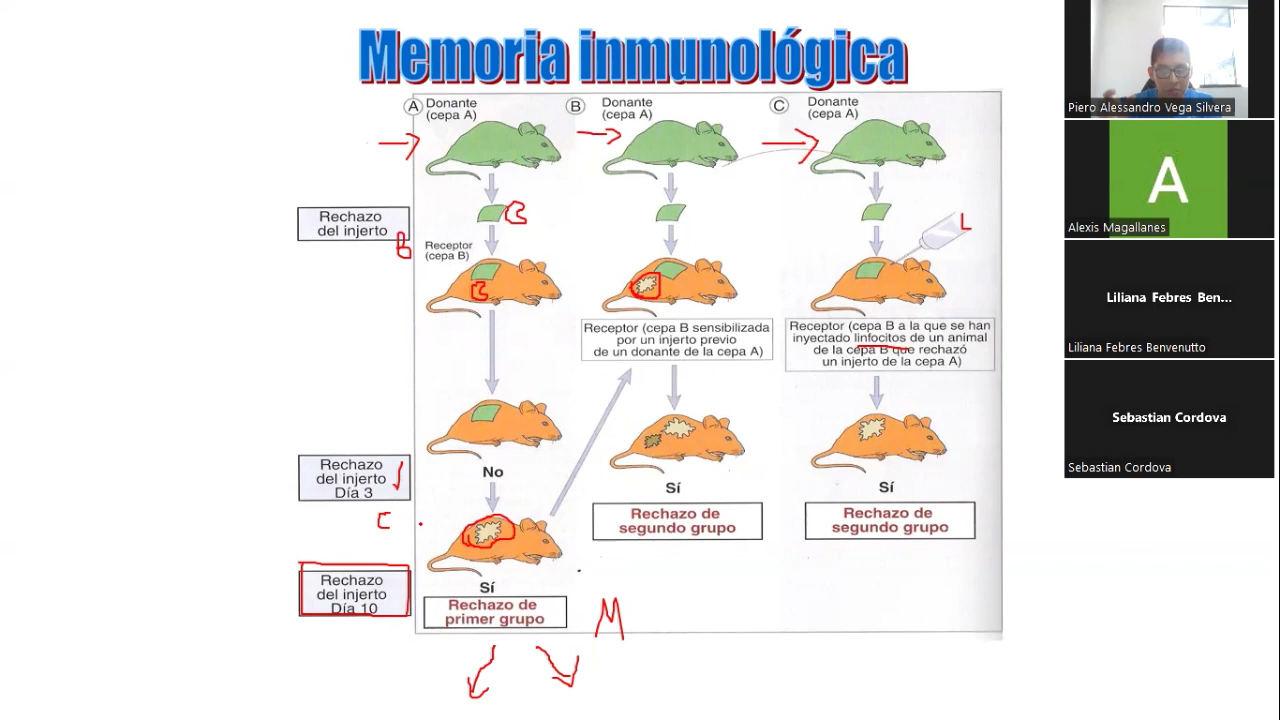 Memoria inmunológica
A Donante
(cepa A)
B Donante
(cepa A)
C Donante
(cepa A)
Rechazo
del injerto
B
Receptor
(cepa B)
L
Receptor (cepa B sensibilizada
por un injerto previo
de un donante de la cepa A)
Receptor (cepa B a la que se han
inyectado linfocitos de un animal
de la cepa B que rechazó
un injerto de la cepa A)
Rechazo
del injerto
Día 3
No
Sí
Rechazo de
segundo grupo
Sí
Rechazo de
segundo grupo
Rechazo
del injerto
Día 10
Sí
Rechazo de
primer grupo
M
Piero Alessandro Vega Silvera
A
Alexis Magallanes
Liliana Febres Ben...
Liliana Febres Benvenutto
Sebastian Cordova
Sebastian Cordova